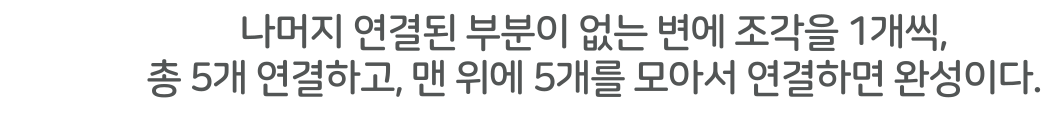 나머지 연결된 부분이 없는 변에 조각을 1개씩,
총 5개 연결하고, 맨 위에 5개를 모아서 연결하면 완성이다.